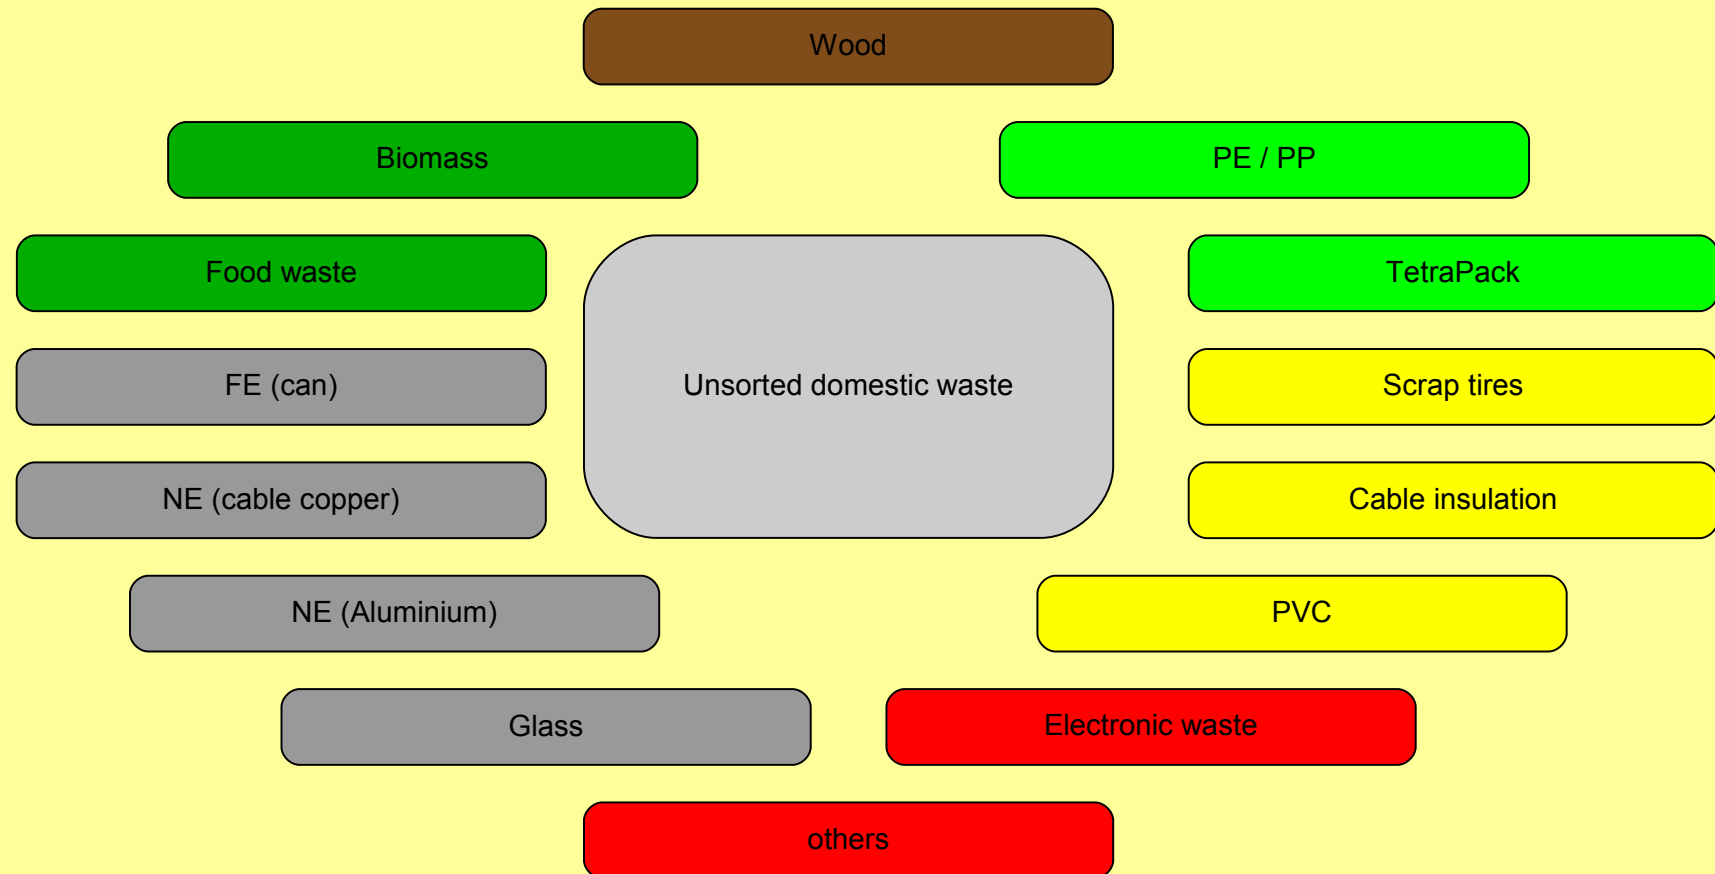 Wood
Biomass
PE / PP
Food waste
TetraPack
FE (can)
Unsorted domestic waste
Scrap tires
NE (cable copper)
Cable insulation
NE (Aluminium)
PVC
Glass
Electronic waste
others